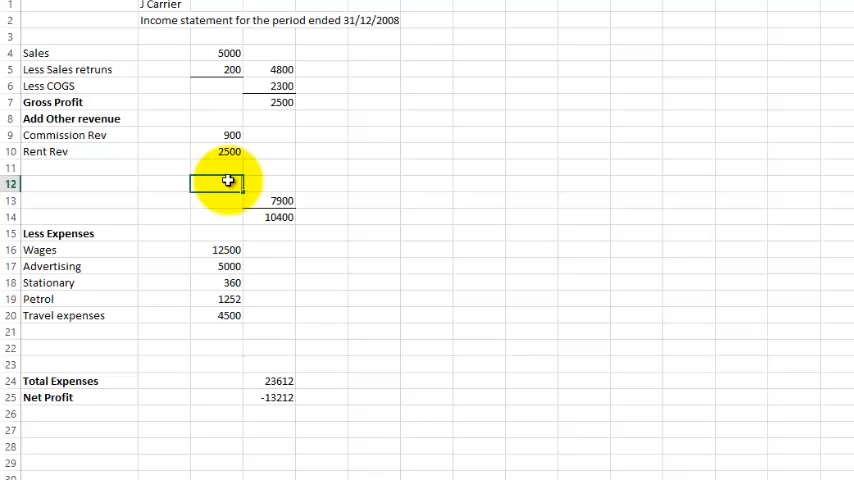 1 J Carrier
2 Income statement for the period ended 31/12/2008
3
4 Sales 5000
5 Less Sales retruns 200 4800
6 Less COGS 2300
7 Gross Profit 2500
8 Add Other revenue
9 Commission Rev 900
10 Rent Rev 2500
11
12
13 7900
14 10400
15 Less Expenses
16 Wages 12500
17 Advertising 5000
18 Stationary 360
19 Petrol 1252
20 Travel expenses 4500
21
22
23
24 Total Expenses 23612
25 Net Profit -13212
26
27
28
29
30